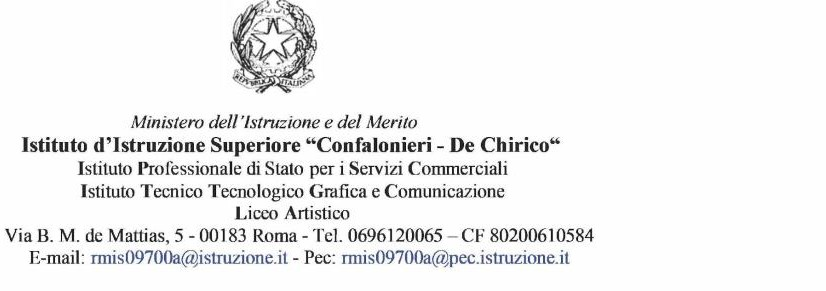 REPVBBLICA ITALIANA
Ministero dell'Istruzione e del Merito
Istituto d'Istruzione Superiore “Confalonieri - De Chirico“
Istituto Professionale di Stato per i Servizi Commerciali
Istituto Tecnico Tecnologico Grafica e Comunicazione
Liceo Artistico
Via B. M. de Mattias, 5 - 00183 Roma - Tel. 0696120065 – CF 80200610584
E-mail: rmis09700a@istruzione.it - Pec: rmis09700a@pec.istruzione.it